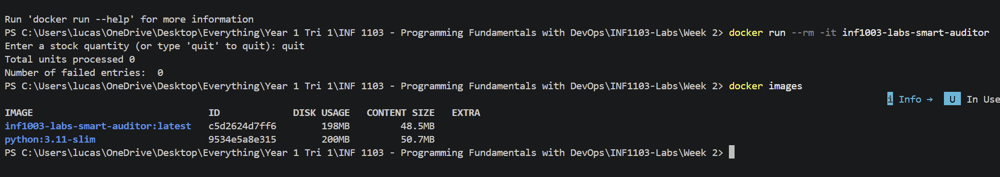 Run 'docker run --help' for more information
PS C:\Users\lucas\OneDrive\Desktop\Everything\Year 1 Tri 1\INF 1103 - Programming Fundamentals with DevOps\INF1103-Labs\Week 2> docker run --rm -it inf1003-labs-smart-auditor
Enter a stock quantity (or type 'quit' to quit): quit
Total units processed 0
Number of failed entries:  0
PS C:\Users\lucas\OneDrive\Desktop\Everything\Year 1 Tri 1\INF 1103 - Programming Fundamentals with DevOps\INF1103-Labs\Week 2> docker images
i Info → U In Use
IMAGE ID DISK USAGE CONTENT SIZE EXTRA
inf1003-labs-smart-auditor:latest c5d2624d7ff6 198MB 48.5MB
python:3.11-slim 9534e5a8e315 200MB 50.7MB
PS C:\Users\lucas\OneDrive\Desktop\Everything\Year 1 Tri 1\INF 1103 - Programming Fundamentals with DevOps\INF1103-Labs\Week 2>